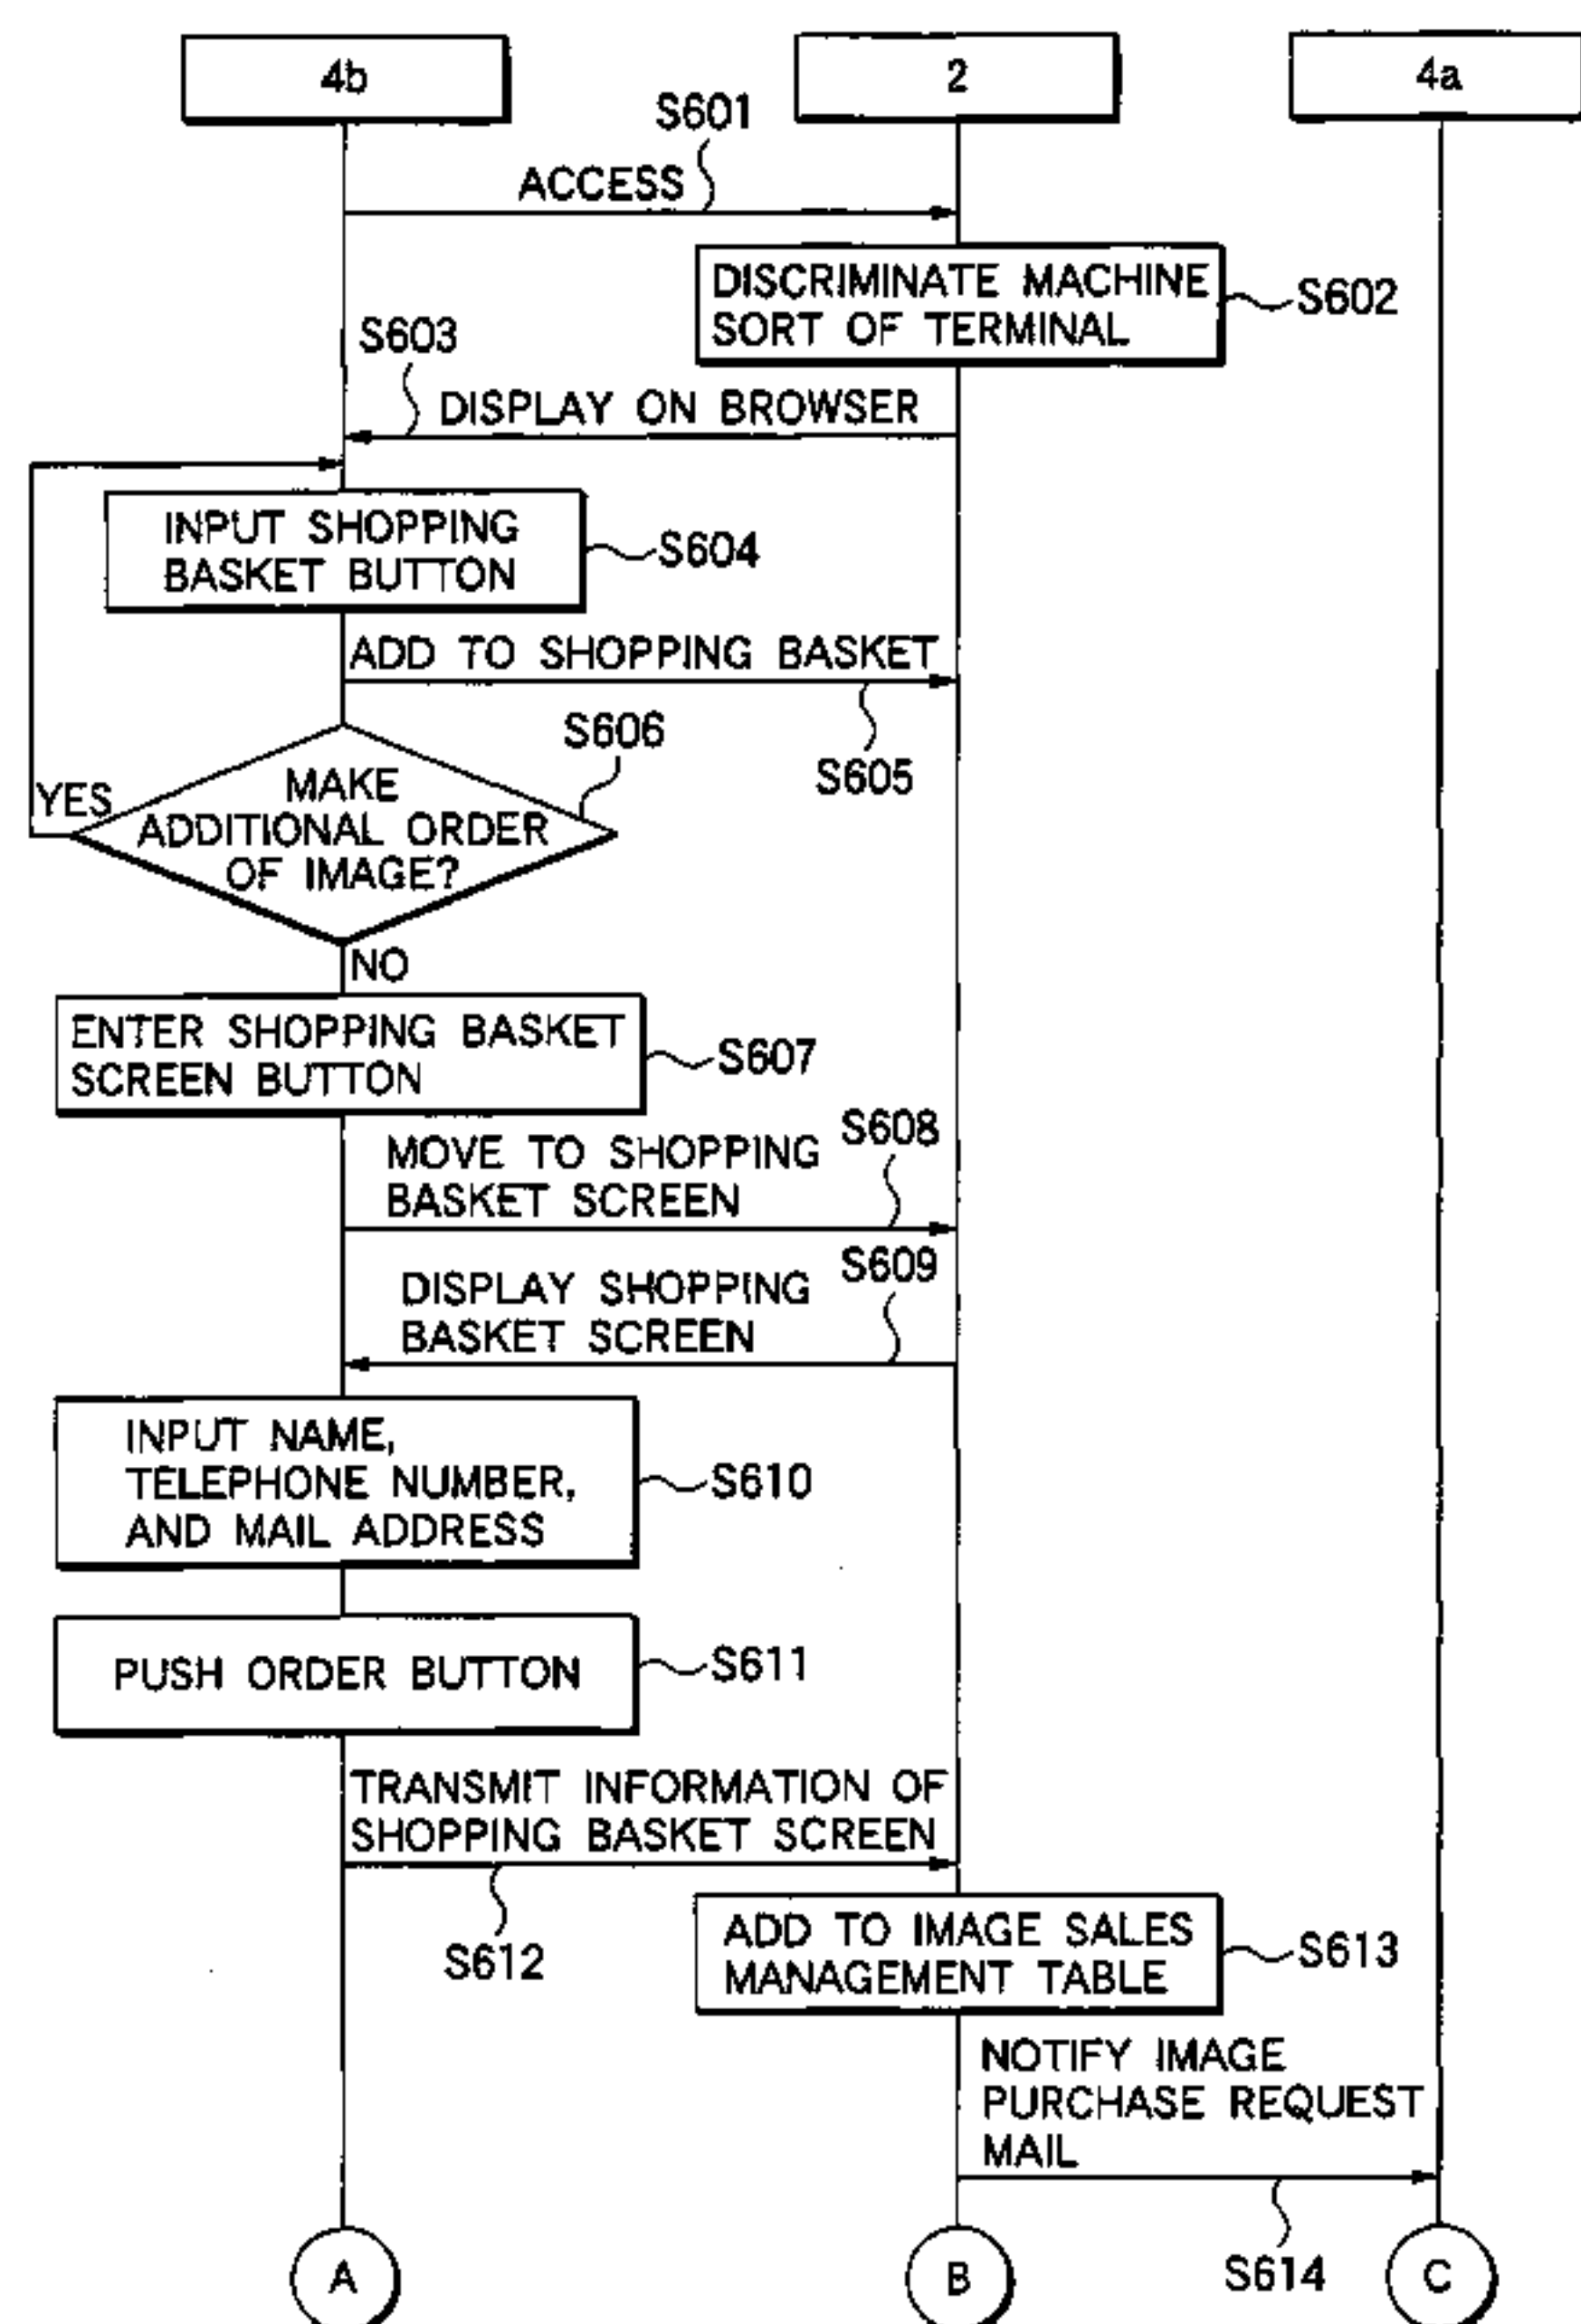 4b
2
4a
S601
ACCESS
DISCRIMINATE MACHINE
SORT OF TERMINAL
S602
S603
DISPLAY ON BROWSER
INPUT SHOPPING
BASKET BUTTON
S604
ADD TO SHOPPING BASKET
S605
S606
YES
MAKE
ADDITIONAL ORDER
OF IMAGE?
NO
ENTER SHOPPING BASKET
SCREEN BUTTON
S607
MOVE TO SHOPPING
BASKET SCREEN
S608
DISPLAY SHOPPING
BASKET SCREEN
S609
INPUT NAME,
TELEPHONE NUMBER,
AND MAIL ADDRESS
S610
PUSH ORDER BUTTON
S611
TRANSMIT INFORMATION OF
SHOPPING BASKET SCREEN
S612
ADD TO IMAGE SALES
MANAGEMENT TABLE
S613
NOTIFY IMAGE
PURCHASE REQUEST
MAIL
S614
A
B
C